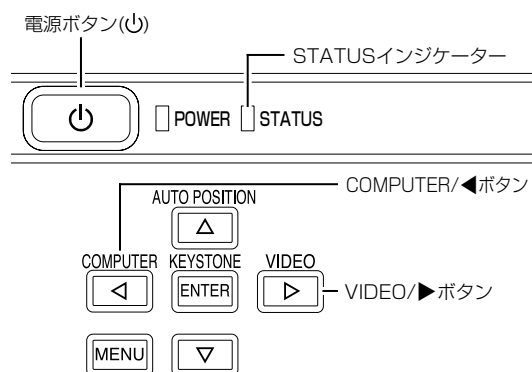 電源ボタン(⏻)
STATUSインジケーター
⏻ POWER STATUS
COMPUTER/◀ボタン
AUTO POSITION
△
COMPUTER KEYSTONE VIDEO
◁ ENTER ▷
VIDEO/▶ボタン
MENU ▽